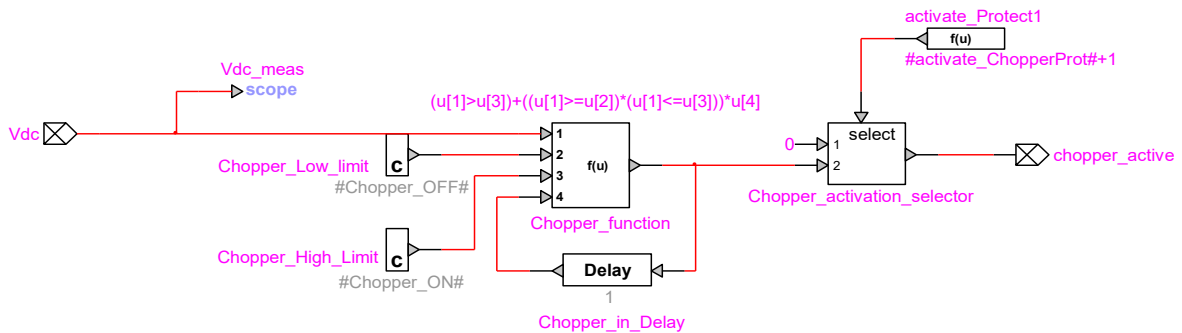 activate_Protect1
f(u)
#activate_ChopperProt#+1
Vdc_meas
scope
(u[1]>u[3])+((u[1]>=u[2])*(u[1]<=u[3]))*u[4]
Vdc
1
2
3
4
f(u)
Chopper_function
c
Chopper_Low_limit
#Chopper_OFF#
select
0
1
2
Chopper_activation_selector
chopper_active
c
Chopper_High_Limit
#Chopper_ON#
Delay
1
Chopper_in_Delay